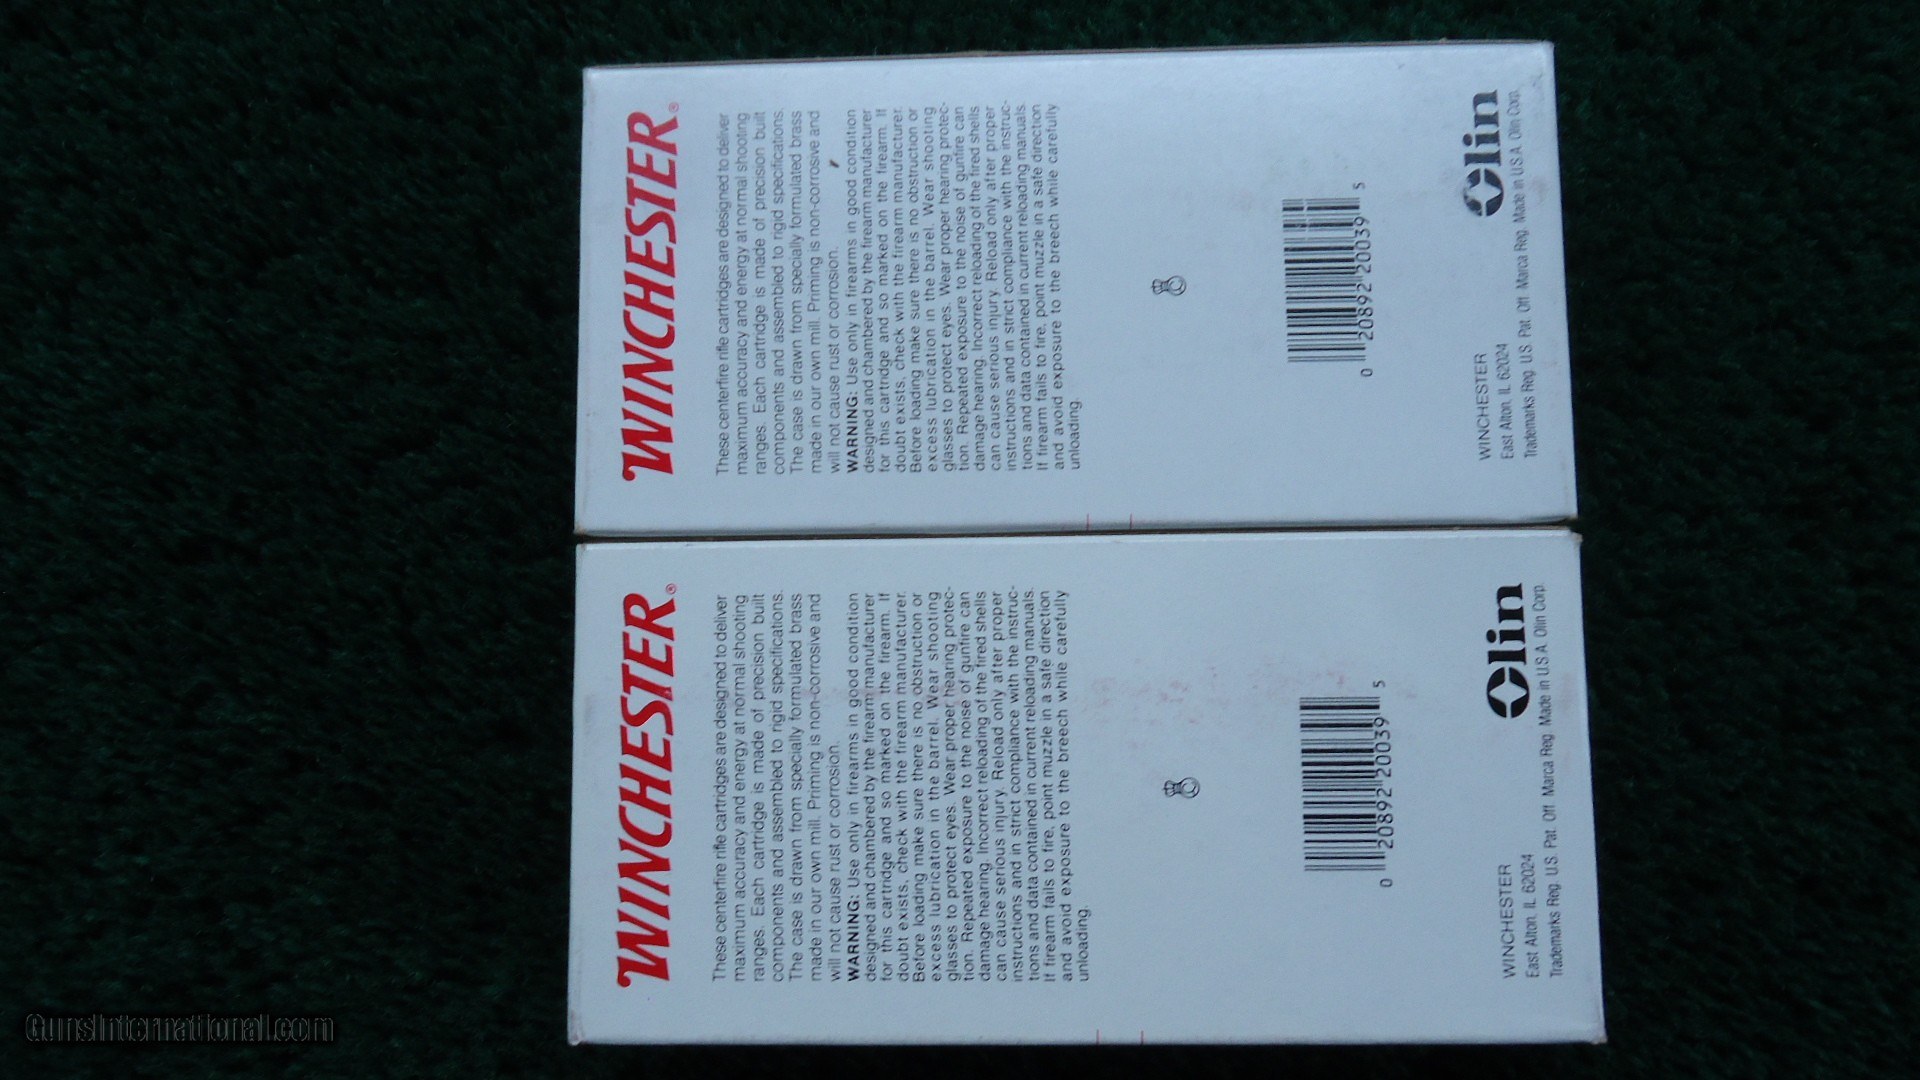 WINCHESTER®
These centerfire rifle cartridges are designed to deliver
maximum accuracy and energy at normal shooting
ranges. Each cartridge is made of precision built
components and assembled to rigid specifications.
The case is drawn from specially formulated brass
made in our own mill. Priming is non-corrosive and
will not cause rust or corrosion.
WARNING: Use only in firearms in good condition
designed and chambered by the firearm manufacturer
for this cartridge and so marked on the firearm. If
doubt exists, check with the firearm manufacturer.
Before loading make sure there is no obstruction or
excess lubrication in the barrel. Wear shooting
glasses to protect eyes. Wear proper hearing protec-
tion. Repeated exposure to the noise of gunfire can
damage hearing. Incorrect reloading of the fired shells
can cause serious injury. Reload only after proper
instructions and in strict compliance with the instruc-
tions and data contained in current reloading manuals.
If firearm fails to fire, point muzzle in a safe direction
and avoid exposure to the breech while carefully
unloading.
0 20892 20039 5
WINCHESTER
East Alton, IL 62024
Olin
Trademarks Reg. U.S. Pat. Off. Marca Reg. Made in U.S.A. Olin Corp.
WINCHESTER®
These centerfire rifle cartridges are designed to deliver
maximum accuracy and energy at normal shooting
ranges. Each cartridge is made of precision built
components and assembled to rigid specifications.
The case is drawn from specially formulated brass
made in our own mill. Priming is non-corrosive and
will not cause rust or corrosion.
WARNING: Use only in firearms in good condition
designed and chambered by the firearm manufacturer
for this cartridge and so marked on the firearm. If
doubt exists, check with the firearm manufacturer.
Before loading make sure there is no obstruction or
excess lubrication in the barrel. Wear shooting
glasses to protect eyes. Wear proper hearing protec-
tion. Repeated exposure to the noise of gunfire can
damage hearing. Incorrect reloading of the fired shells
can cause serious injury. Reload only after proper
instructions and in strict compliance with the instruc-
tions and data contained in current reloading manuals.
If firearm fails to fire, point muzzle in a safe direction
and avoid exposure to the breech while carefully
unloading.
0 20892 20039 5
WINCHESTER
East Alton, IL 62024
Olin
Trademarks Reg. U.S. Pat. Off. Marca Reg. Made in U.S.A. Olin Corp.
GunsInternational.com